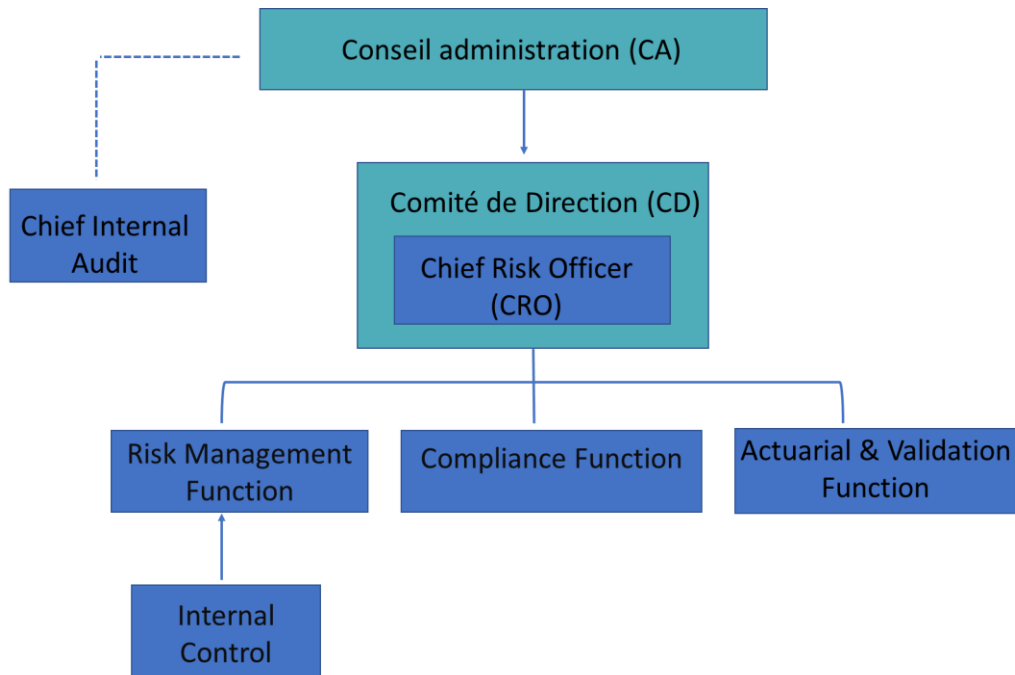 Conseil administration (CA)
Chief Internal
Audit
Comité de Direction (CD)
Chief Risk Officer
(CRO)
Risk Management
Function
Compliance Function
Actuarial & Validation
Function
Internal
Control